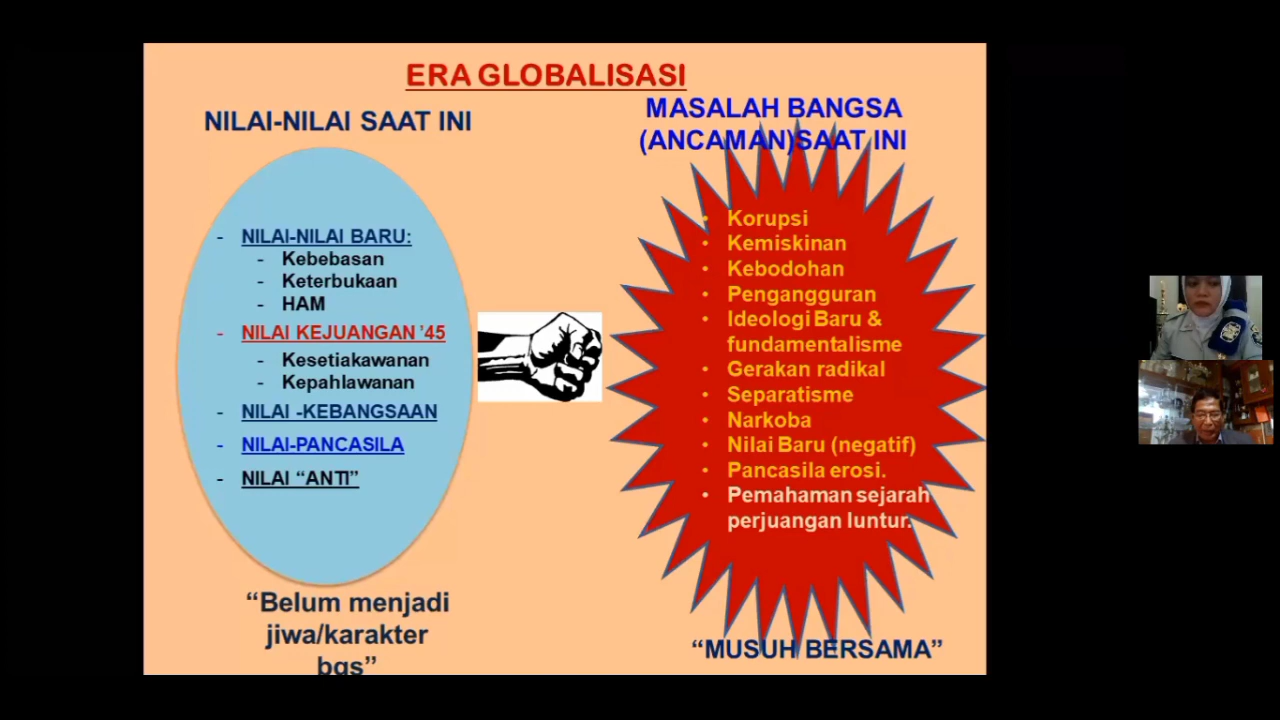 ERA GLOBALISASI
NILAI-NILAI SAAT INI
- NILAI-NILAI BARU:
- Kebebasan
- Keterbukaan
- HAM
- NILAI KEJUANGAN '45
- Kesetiakawanan
- Kepahlawanan
- NILAI -KEBANGSAAN
- NILAI-PANCASILA
- NILAI “ANTI”
“Belum menjadi
jiwa/karakter
bgs”
MASALAH BANGSA
(ANCAMAN)SAAT INI
• Korupsi
• Kemiskinan
• Kebodohan
• Pengangguran
• Ideologi Baru &
fundamentalisme
• Gerakan radikal
• Separatisme
• Narkoba
• Nilai Baru (negatif)
• Pancasila erosi.
• Pemahaman sejarah
perjuangan luntur.
“MUSUH BERSAMA”